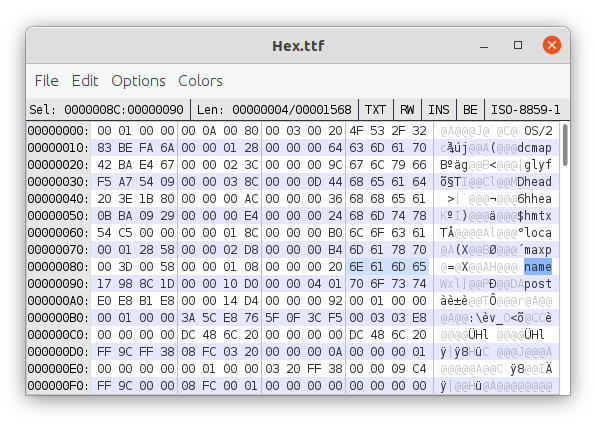 Hex.ttf
File Edit Options Colors
Sel: 0000008C:00000090 Len: 00000004/00001568 TXT RW INS BE ISO-8859-1
00000000: 00 01 00 00 00 0A 00 80 00 03 00 20 4F 53 2F 32 @A@@@J@`@C@ OS/2
00000010: 83 BE FA 6A 00 00 01 28 00 00 00 64 63 6D 61 70 c¾új@@A(@@@dcmap
00000020: 42 BA E4 67 00 00 02 3C 00 00 00 9C 67 6C 79 66 Bºäg@@B<@@@|glyf
00000030: F5 A7 54 09 00 00 03 8C 00 00 0D 44 68 65 61 64 õ§TI@@Cl@@MDhead
00000040: 20 3E 1B 80 00 00 00 AC 00 00 00 36 68 68 65 61 >[`@@@¬@@@6hhea
00000050: 0B BA 09 29 00 00 00 E4 00 00 00 24 68 6D 74 78 KºI)@@@ä@@@$hmtx
00000060: 54 C5 00 00 00 00 01 8C 00 00 00 B0 6C 6F 63 61 TÅ@@@@Al@@@°loca
00000070: 00 01 28 58 00 00 02 D8 00 00 00 B4 6D 61 78 70 @A(X@@BØ@@@´maxp
00000080: 00 3D 00 58 00 00 01 08 00 00 00 20 6E 61 6D 65 @=@X@@AH@@@ name
00000090: 17 98 8C 1D 00 00 10 D0 00 00 04 01 70 6F 73 74 Wxl]@@PÐ@@DApost
000000A0: E0 E8 B1 E8 00 00 14 D4 00 00 00 92 00 01 00 00 àè±è@@TÔ@@@r@A@@
000000B0: 00 01 00 00 3A 5C E8 76 5F 0F 3C F5 00 03 03 E8 @A@@:\èv_O<õ@CCè
000000C0: 00 00 00 00 DC 48 6C 20 00 00 00 00 DC 48 6C 20 @@@@ÜHl @@@@ÜHl
000000D0: FF 9C FF 38 08 FC 03 20 00 00 00 0A 00 00 00 01 ÿ|ÿ8HüC @@@J@@@A
000000E0: 00 00 00 00 00 01 00 00 03 20 FF 38 00 00 09 C4 @@@@@A@@C ÿ8@@IÄ
000000F0: FF 9C 00 00 08 FC 00 01 00 00 00 00 00 00 00 00 ÿ|@@Hü@A@@@@@@@@